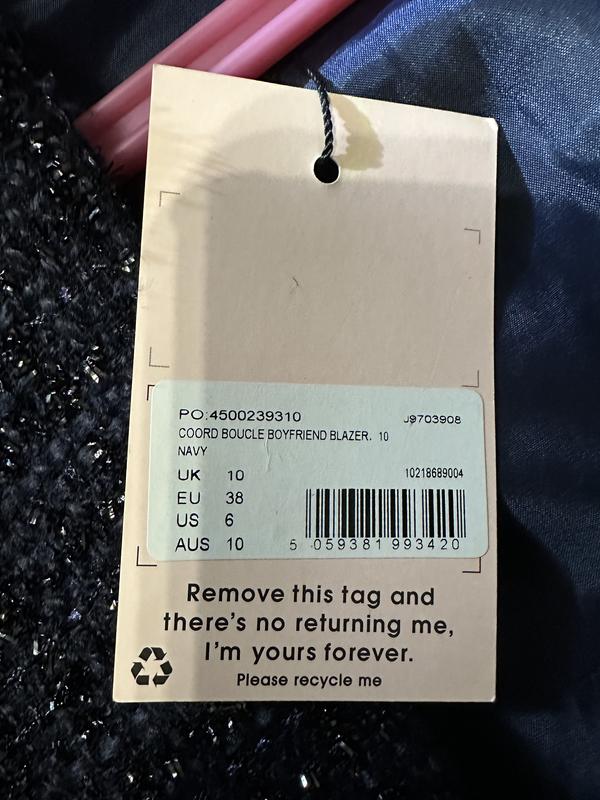 PO:4500239310 J9703908
COORD BOUCLE BOYFRIEND BLAZER. 10
NAVY
UK 10 10218689004
EU 38
US 6
AUS 10 5 059381 993420
Remove this tag and
there's no returning me,
I'm yours forever.
Please recycle me